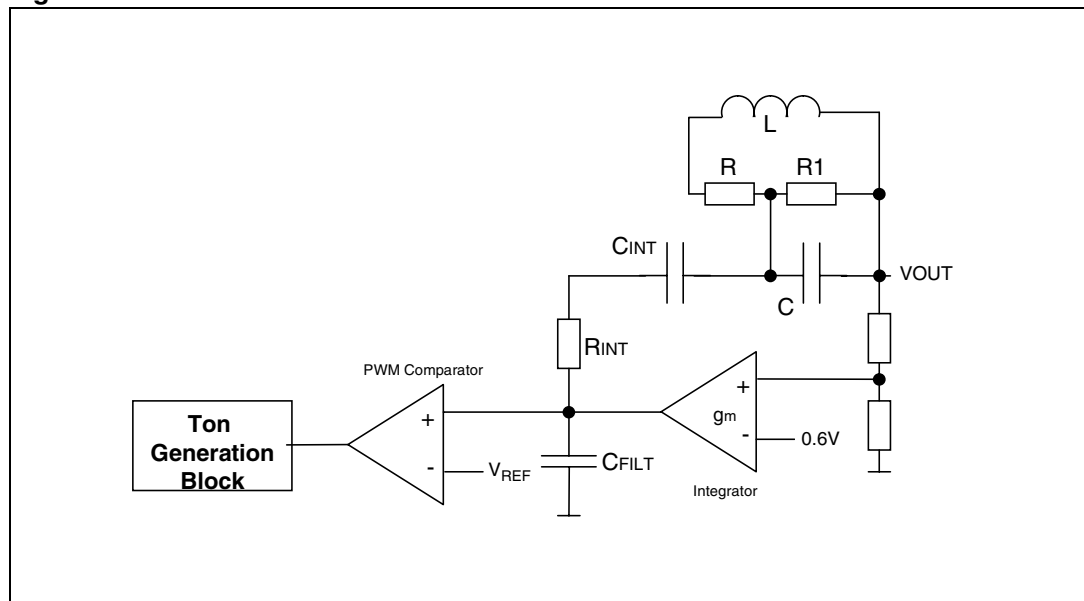 L
R
R1
CINT
C
VOUT
RINT
PWM Comparator
+
-
VREF
Ton
Generation
Block
CFILT
+
gm
-
0.6V
Integrator